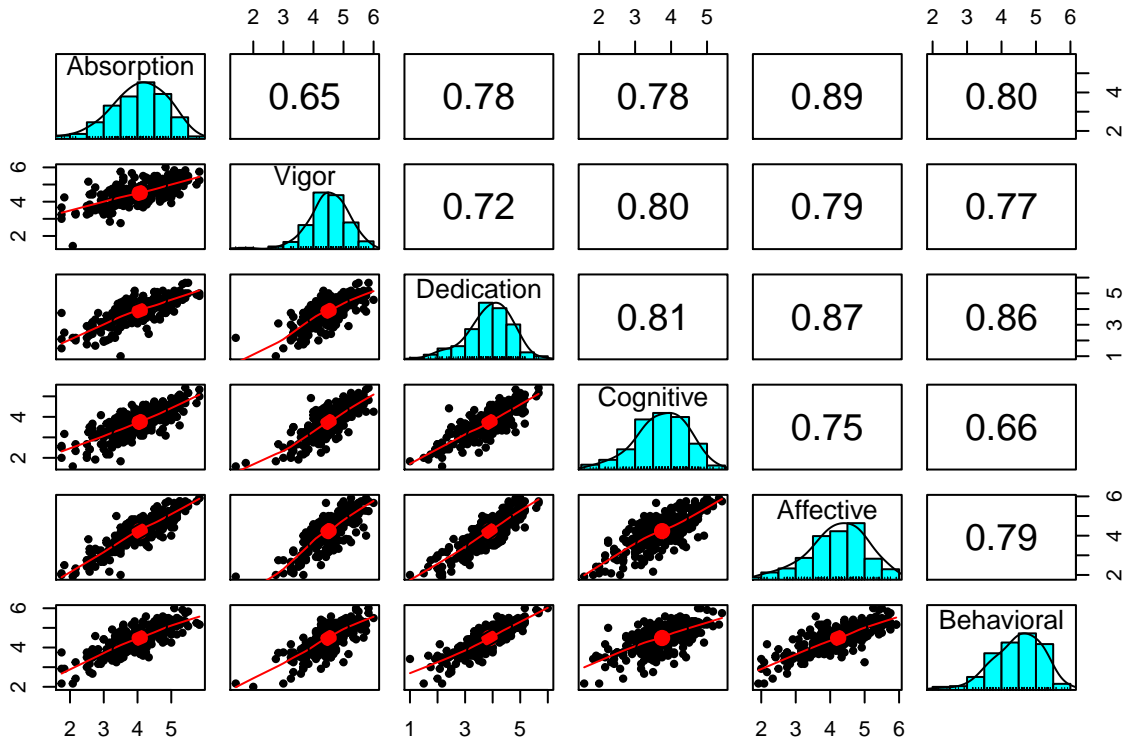 2 3 4 5 6 2 3 4 5 2 3 4 5 6
Absorption 0.65 0.78 0.78 0.89 0.80 2 4
2 4 6 Vigor 0.72 0.80 0.79 0.77
Dedication 0.81 0.87 0.86 1 3 5
2 4 Cognitive 0.75 0.66
Affective 0.79 2 4 6
2 4 6 Behavioral
2 3 4 5 1 3 5 2 3 4 5 6